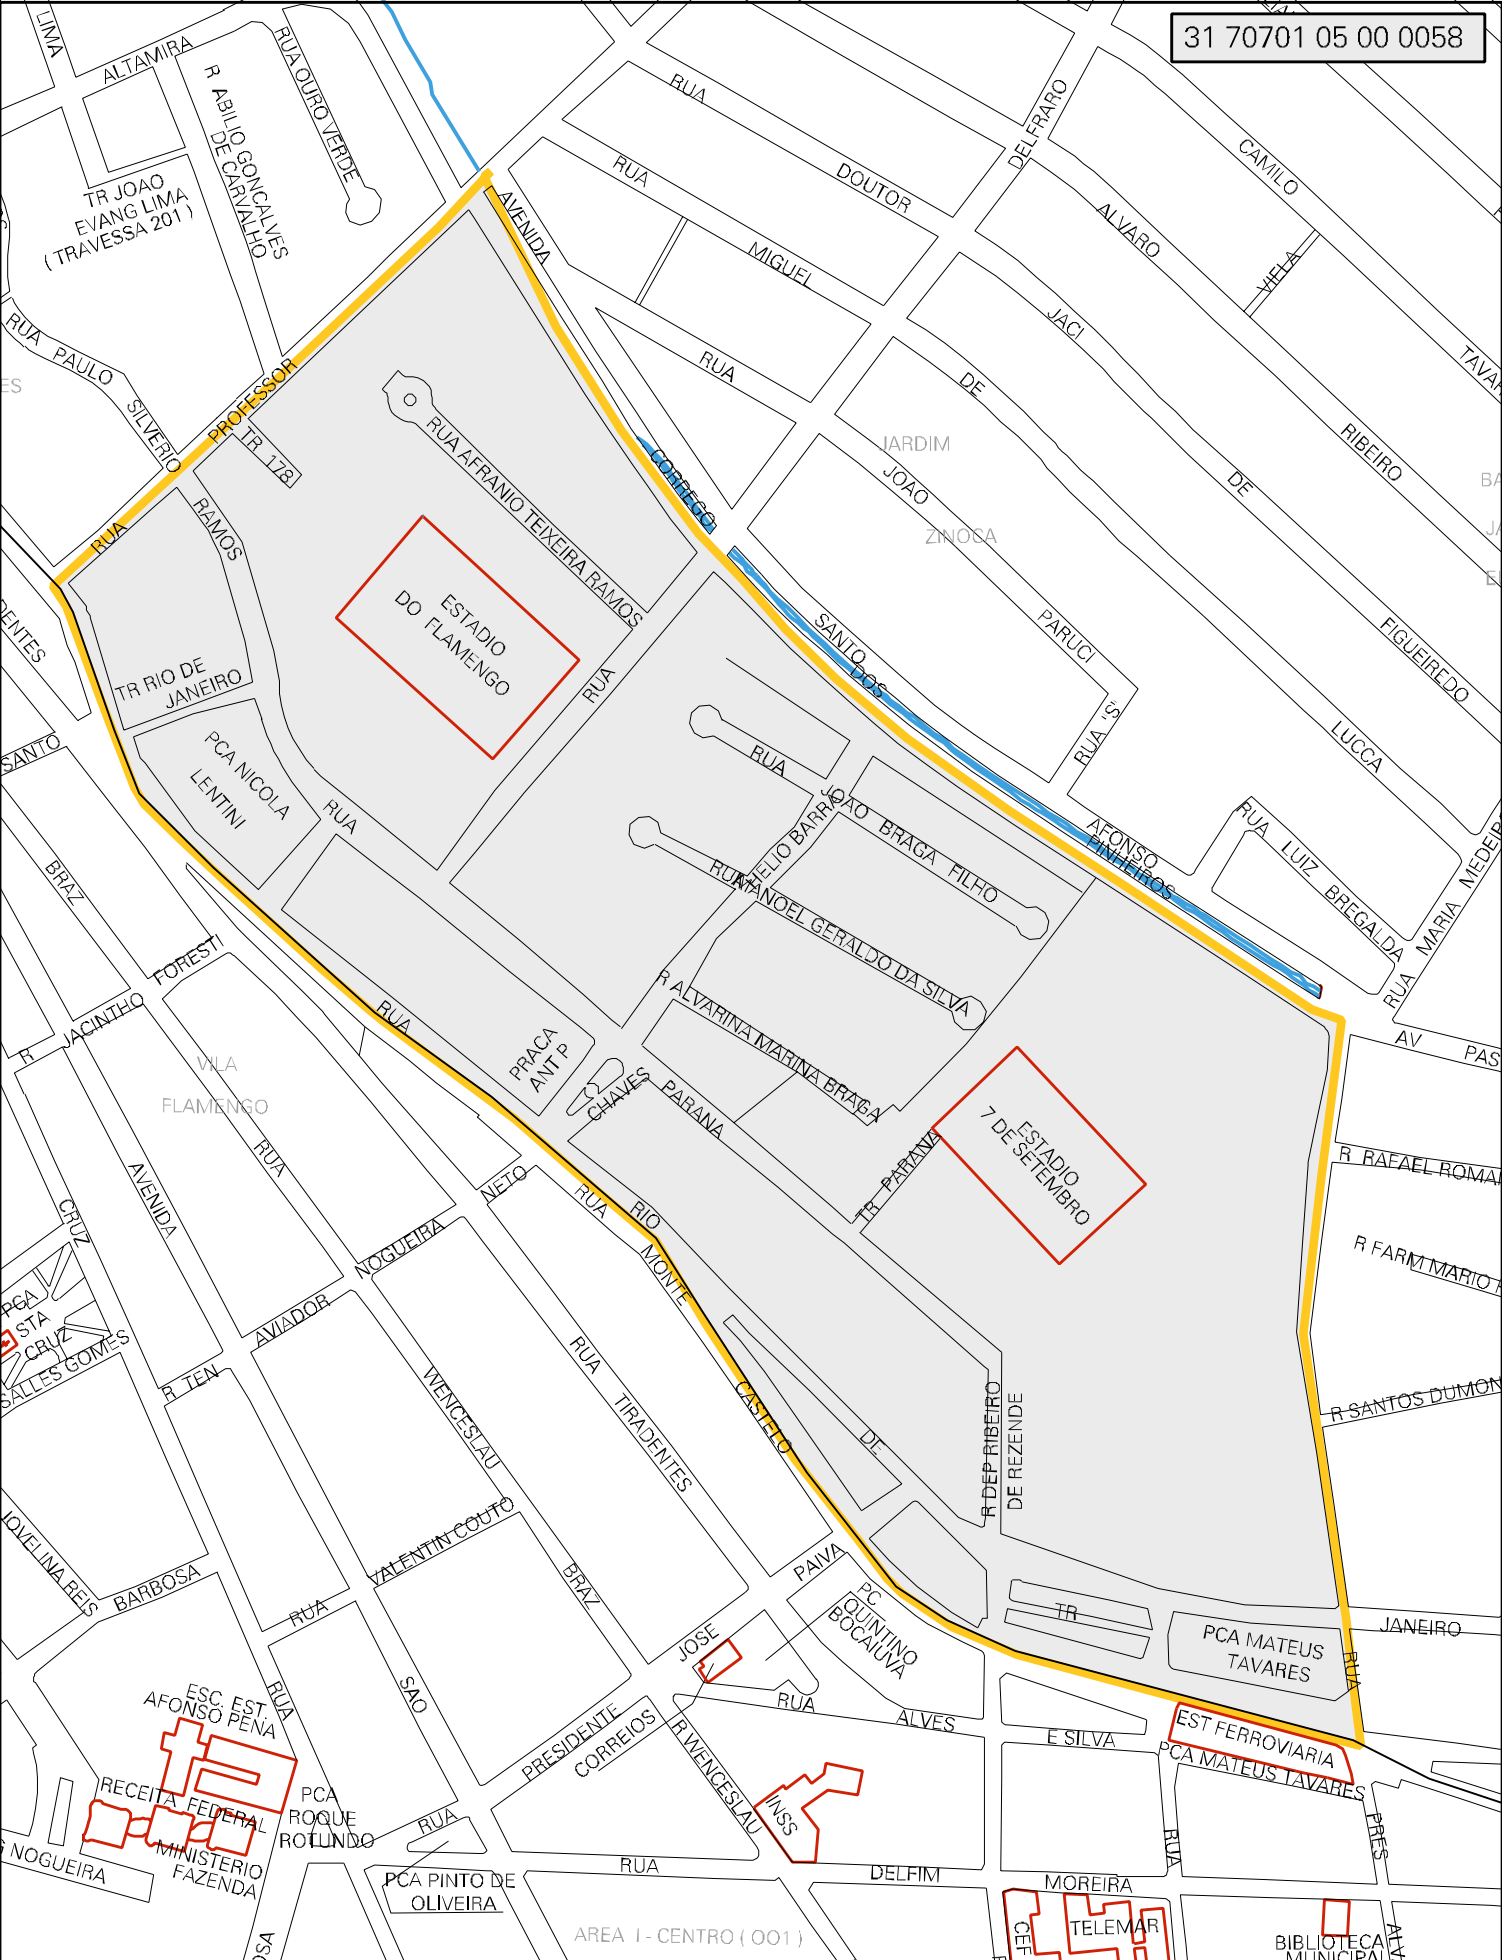 31 70701 05 00 0058
LIMA
ALTAMIRA
RUA OURO VERDE
R ABILIO GONCALVES
DE CARVALHO
TR JOAO
EVANG LIMA
( TRAVESSA 201 )
RUA
DOUTOR
DELFRARO
CAMILO
TAVAR
RUA
MIGUEL
ALVARO
RIBEIRO
VIELA
AVENIDA
JACI
DE
FIGUEIREDO
RUA
DE
LUCCA
RUA PAULO
SILVERIO
ES
PROFESSOR
TR 178
RUA
RAMOS
RUA AFRANIO TEIXEIRA RAMOS
CORREGO
JARDIM
ZINOCA
JOAO
PARUCI
RUA 'S'
ESTADIO
DO FLAMENGO
RUA
SANTO
DOS
DENTES
TR RIO DE
JANEIRO
PCA NICOLA
LENTINI
SANTO
RUA
RUA
JOAO BRAGA FILHO
HELIO BARRA
RUA
MANOEL GERALDO DA SILVA
AFONSO
PINHEIROS
RUA LUIZ BREGALDA
RUA MARIA MEDEIR
BRAZ
R JACINTHO FORESTI
RUA
R ALVARINA MARINA BRAGA
PRACA
ANT P
CHAVES
PARANA
AV PAS
VILA
FLAMENGO
ESTADIO
7 DE SETEMBRO
TR PARANA
R RAFAEL ROMA
R FARM MARIO
R SANTOS DUMON
RUA
AVENIDA
CRUZ
NETO
RUA
RIO
MONTE
NOGUEIRA
AVIADOR
R TEN
PCA
STA
CRUZ
SALLES GOMES
RUA
TIRADENTES
WENCESLAU
CASTELO
DE
R DEP RIBEIRO
DE REZENDE
JOVELINA REIS
BARBOSA
VALENTIN COUTO
RUA
BRAZ
PAIVA
PC
QUINTINO
BOCAIUVA
TR
PCA MATEUS
TAVARES
JANEIRO
RUA
JOSE
SAO
RUA
ESC. EST.
AFONSO PENA
PRESIDENTE
CORREIOS
RUA
ALVES
E SILVA
EST FERROVIARIA
PCA MATEUS TAVARES
R WENCESLAU
INSS
RECEITA FEDERAL
MINISTERIO
FAZENDA
PCA
ROQUE
ROTUNDO
RUA
NOGUEIRA
PCA PINTO DE
OLIVEIRA
RUA
DELFIM
MOREIRA
RUA
PRES
CEF
TELEMAR
BIBLIOTECA
MUNICIPAL
ALV
OSA
AREA I - CENTRO ( 001 )